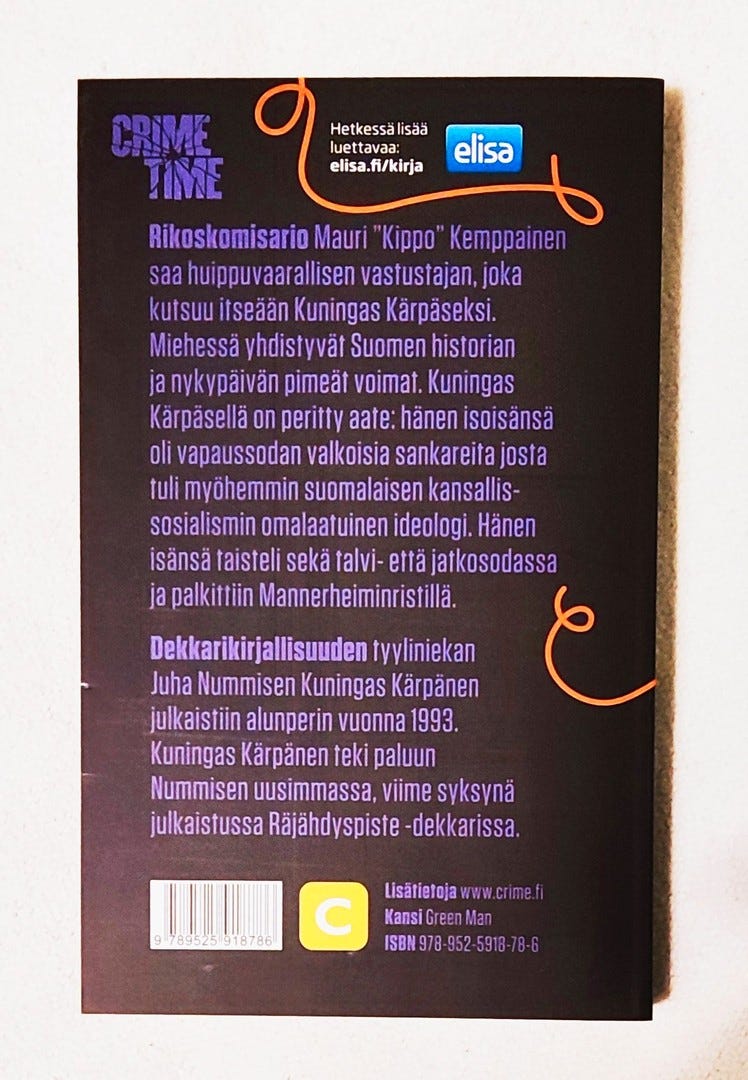 CRIME
TIME
Hetkessä lisää
luettavaa:
elisa.fi/kirja
elisa
Rikoskomisario Mauri "Kippo" Kemppainen
saa huippuvaarallisen vastustajan, joka
kutsuu itseään Kuningas Kärpäseksi.
Miehessä yhdistyvät Suomen historian
ja nykypäivän pimeät voimat. Kuningas
Kärpäsellä on peritty aate: hänen isoisänsä
oli vapaussodan valkoisia sankareita josta
tuli myöhemmin suomalaisen kansallis-
sosialismin omalaatuinen ideologi. Hänen
isänsä taisteli sekä talvi- että jatkosodassa
ja palkittiin Mannerheiminristillä.
Dekkarikirjallisuuden tyyliniekan
Juha Nummisen Kuningas Kärpänen
julkaistiin alunperin vuonna 1993.
Kuningas Kärpänen teki paluun
Nummisen uusimmassa, viime syksynä
julkaistussa Räjähdyspiste -dekkarissa.
9 789525 918786
C
Lisätietoja www.crime.fi
Kansi Green Man
ISBN 978-952-5918-78-6